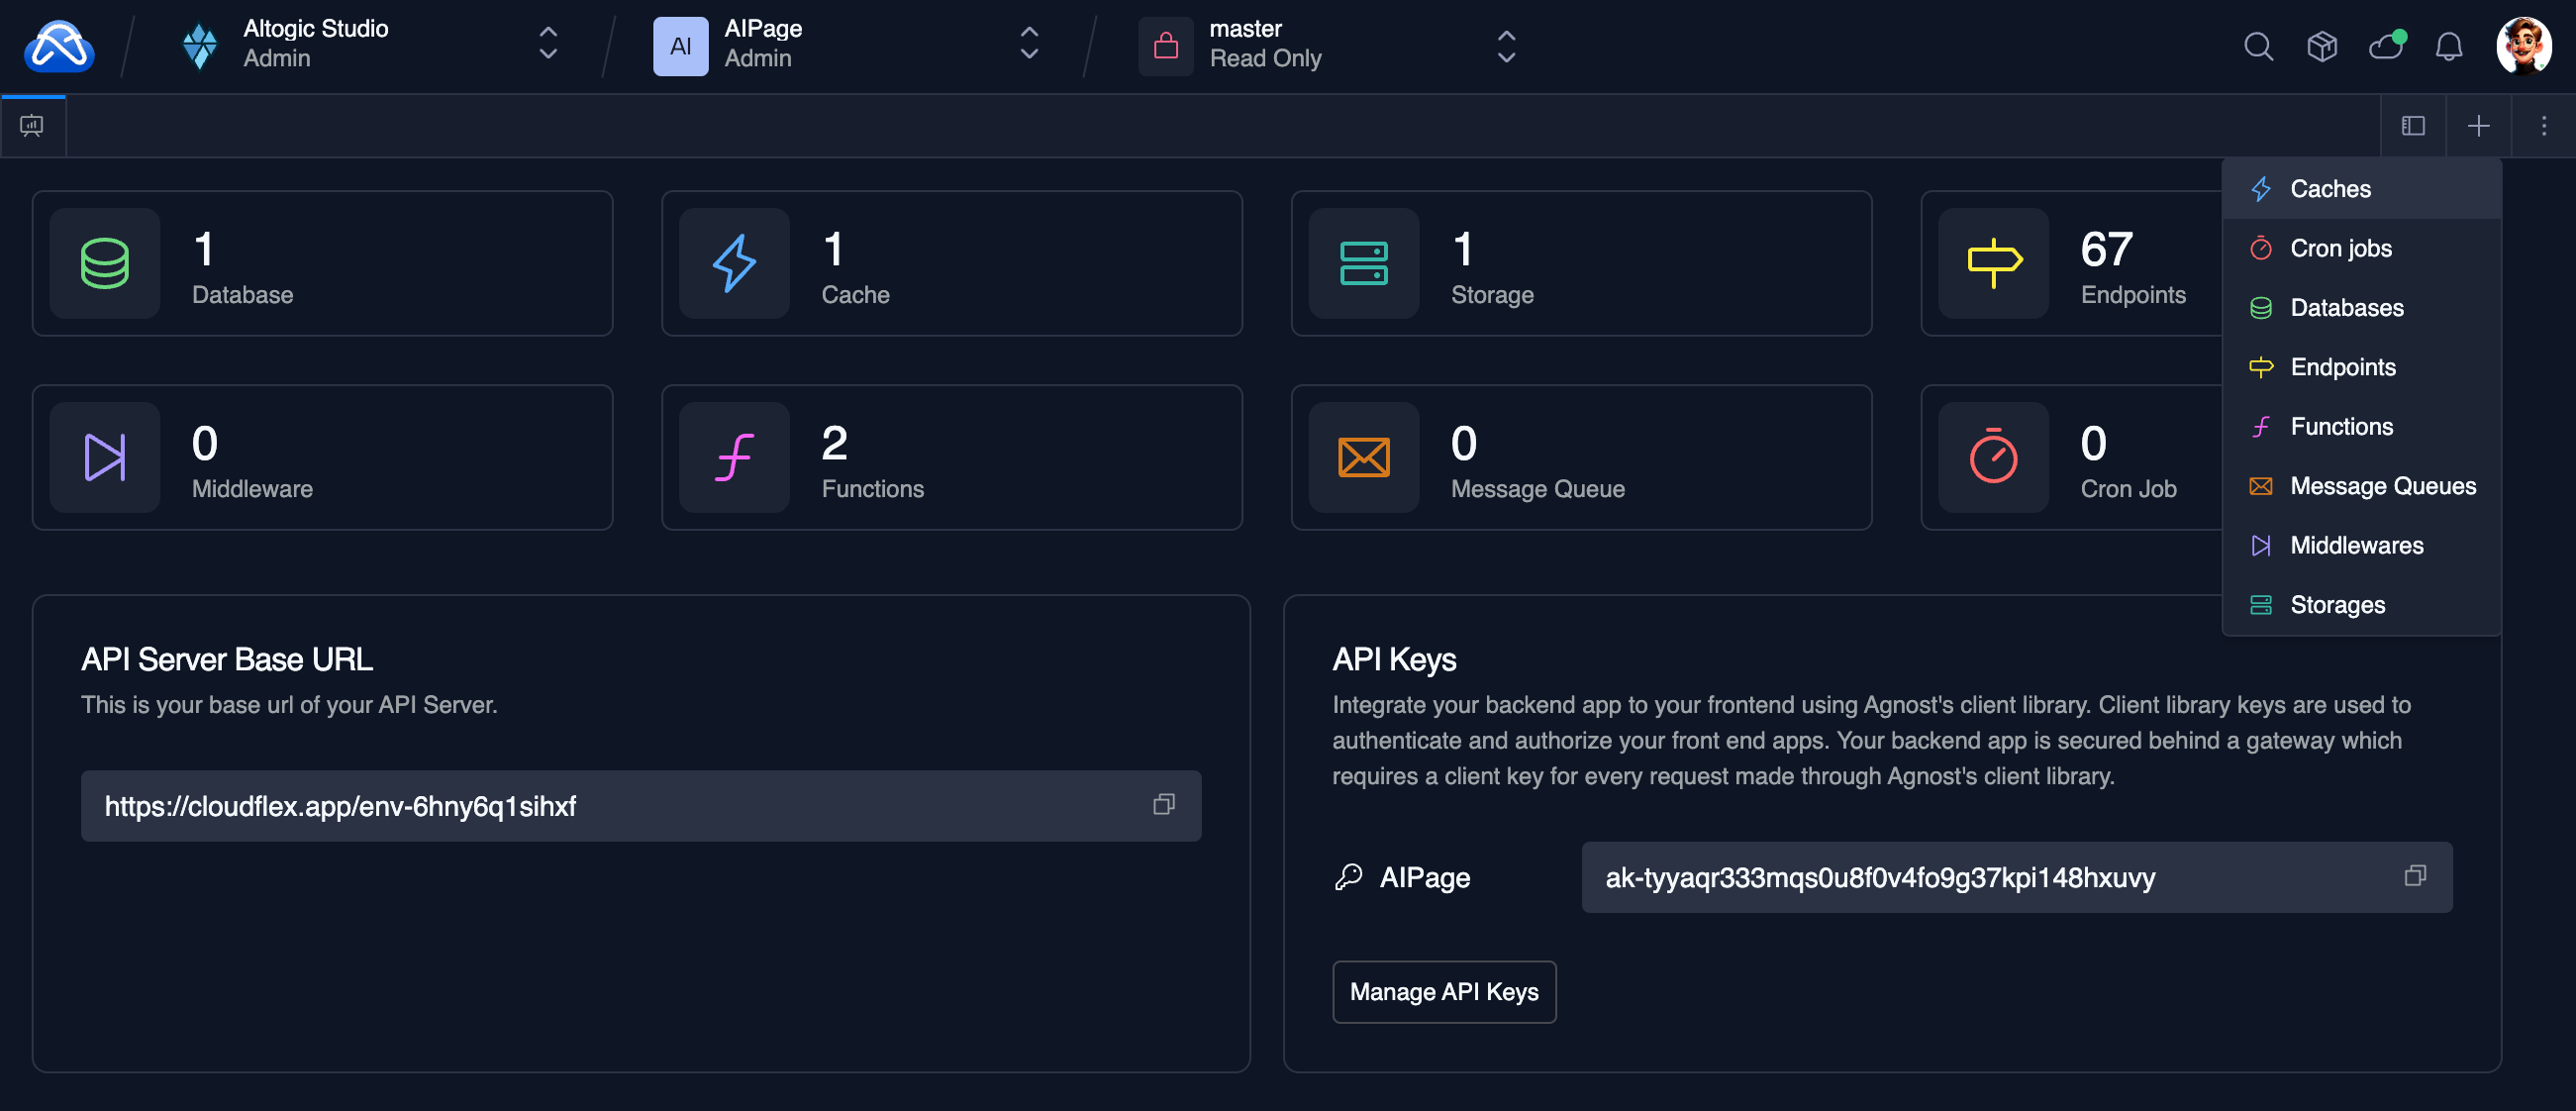 Altogic Studio
Admin
AI
AIPage
Admin
master
Read Only
1
Database
1
Cache
1
Storage
67
Endpoints
0
Middleware
2
Functions
0
Message Queue
0
Cron Job
Caches
Cron jobs
Databases
Endpoints
Functions
Message Queues
Middlewares
Storages
API Server Base URL
This is your base url of your API Server.
https://cloudflex.app/env-6hny6q1sihxf
API Keys
Integrate your backend app to your frontend using Agnost's client library. Client library keys are used to
authenticate and authorize your front end apps. Your backend app is secured behind a gateway which
requires a client key for every request made through Agnost's client library.
AIPage
ak-tyyaqr333mqs0u8f0v4fo9g37kpi148hxuvy
Manage API Keys